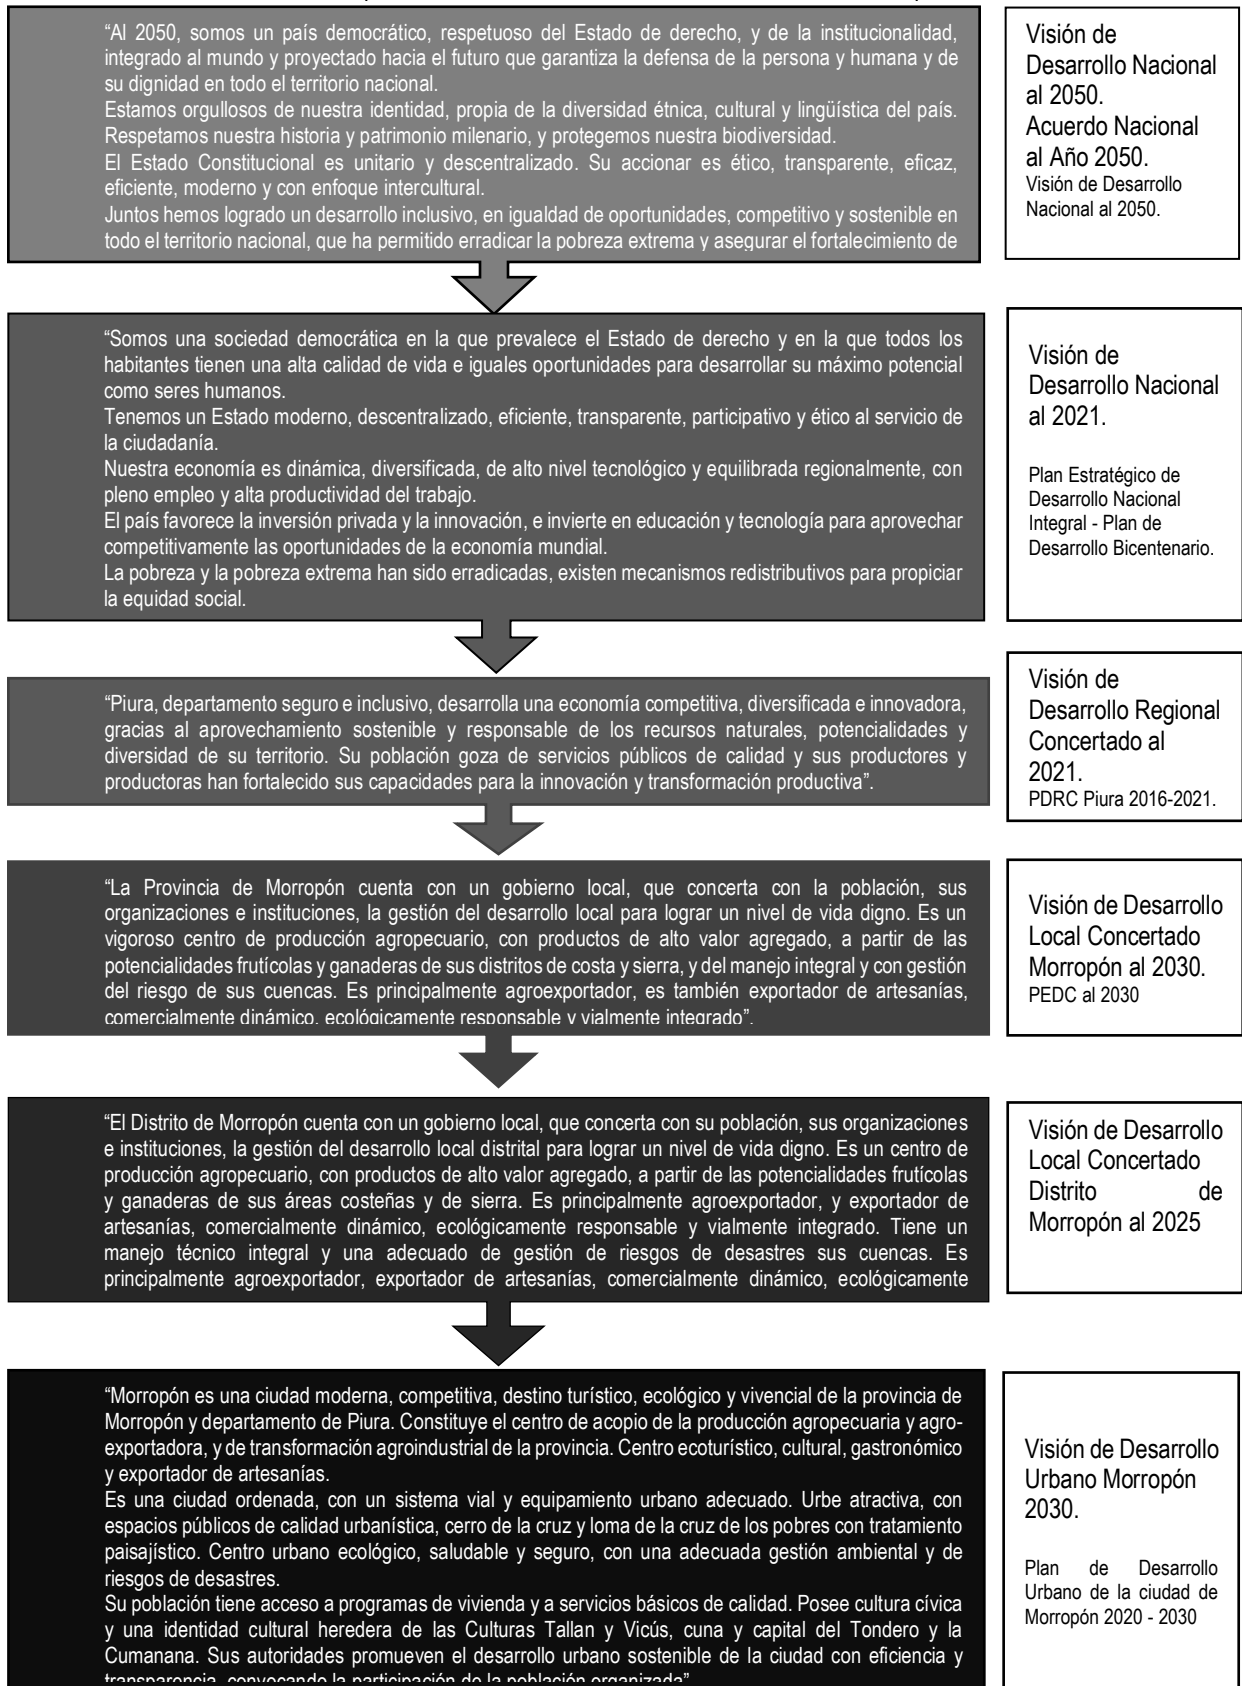 “Al 2050, somos un país democrático, respetuoso del Estado de derecho, y de la institucionalidad,
integrado al mundo y proyectado hacia el futuro que garantiza la defensa de la persona y humana y de
su dignidad en todo el territorio nacional.
Estamos orgullosos de nuestra identidad, propia de la diversidad étnica, cultural y lingüística del país.
Respetamos nuestra historia y patrimonio milenario, y protegemos nuestra biodiversidad.
El Estado Constitucional es unitario y descentralizado. Su accionar es ético, transparente, eficaz,
eficiente, moderno y con enfoque intercultural.
Juntos hemos logrado un desarrollo inclusivo, en igualdad de oportunidades, competitivo y sostenible en
todo el territorio nacional, que ha permitido erradicar la pobreza extrema y asegurar el fortalecimiento de
Visión de
Desarrollo Nacional
al 2050.
Acuerdo Nacional
al Año 2050.
Visión de Desarrollo
Nacional al 2050.
“Somos una sociedad democrática en la que prevalece el Estado de derecho y en la que todos los
habitantes tienen una alta calidad de vida e iguales oportunidades para desarrollar su máximo potencial
como seres humanos.
Tenemos un Estado moderno, descentralizado, eficiente, transparente, participativo y ético al servicio de
la ciudadanía.
Nuestra economía es dinámica, diversificada, de alto nivel tecnológico y equilibrada regionalmente, con
pleno empleo y alta productividad del trabajo.
El país favorece la inversión privada y la innovación, e invierte en educación y tecnología para aprovechar
competitivamente las oportunidades de la economía mundial.
La pobreza y la pobreza extrema han sido erradicadas, existen mecanismos redistributivos para propiciar
la equidad social.
Visión de
Desarrollo Nacional
al 2021.
Plan Estratégico de
Desarrollo Nacional
Integral - Plan de
Desarrollo Bicentenario.
“Piura, departamento seguro e inclusivo, desarrolla una economía competitiva, diversificada e innovadora,
gracias al aprovechamiento sostenible y responsable de los recursos naturales, potencialidades y
diversidad de su territorio. Su población goza de servicios públicos de calidad y sus productores y
productoras han fortalecido sus capacidades para la innovación y transformación productiva”.
Visión de
Desarrollo Regional
Concertado al
2021.
PDRC Piura 2016-2021.
“La Provincia de Morropón cuenta con un gobierno local, que concerta con la población, sus
organizaciones e instituciones, la gestión del desarrollo local para lograr un nivel de vida digno. Es un
vigoroso centro de producción agropecuario, con productos de alto valor agregado, a partir de las
potencialidades frutícolas y ganaderas de sus distritos de costa y sierra, y del manejo integral y con gestión
del riesgo de sus cuencas. Es principalmente agroexportador, es también exportador de artesanías,
comercialmente dinámico, ecológicamente responsable y vialmente integrado”.
Visión de Desarrollo
Local Concertado
Morropón al 2030.
PEDC al 2030
“El Distrito de Morropón cuenta con un gobierno local, que concerta con su población, sus organizaciones
e instituciones, la gestión del desarrollo local distrital para lograr un nivel de vida digno. Es un centro de
producción agropecuario, con productos de alto valor agregado, a partir de las potencialidades frutícolas
y ganaderas de sus áreas costeñas y de sierra. Es principalmente agroexportador, y exportador de
artesanías, comercialmente dinámico, ecológicamente responsable y vialmente integrado. Tiene un
manejo técnico integral y una adecuado de gestión de riesgos de desastres sus cuencas. Es
principalmente agroexportador, exportador de artesanías, comercialmente dinámico, ecológicamente
Visión de Desarrollo
Local Concertado
Distrito de
Morropón al 2025
“Morropón es una ciudad moderna, competitiva, destino turístico, ecológico y vivencial de la provincia de
Morropón y departamento de Piura. Constituye el centro de acopio de la producción agropecuaria y agro-
exportadora, y de transformación agroindustrial de la provincia. Centro ecoturístico, cultural, gastronómico
y exportador de artesanías.
Es una ciudad ordenada, con un sistema vial y equipamiento urbano adecuado. Urbe atractiva, con
espacios públicos de calidad urbanística, cerro de la cruz y loma de la cruz de los pobres con tratamiento
paisajístico. Centro urbano ecológico, saludable y seguro, con una adecuada gestión ambiental y de
riesgos de desastres.
Su población tiene acceso a programas de vivienda y a servicios básicos de calidad. Posee cultura cívica
y una identidad cultural heredera de las Culturas Tallan y Vicús, cuna y capital del Tondero y la
Cumanana. Sus autoridades promueven el desarrollo urbano sostenible de la ciudad con eficiencia y
transparencia, convocando la participación de la población organizada”
Visión de Desarrollo
Urbano Morropón
2030.
Plan de Desarrollo
Urbano de la ciudad de
Morropón 2020 - 2030